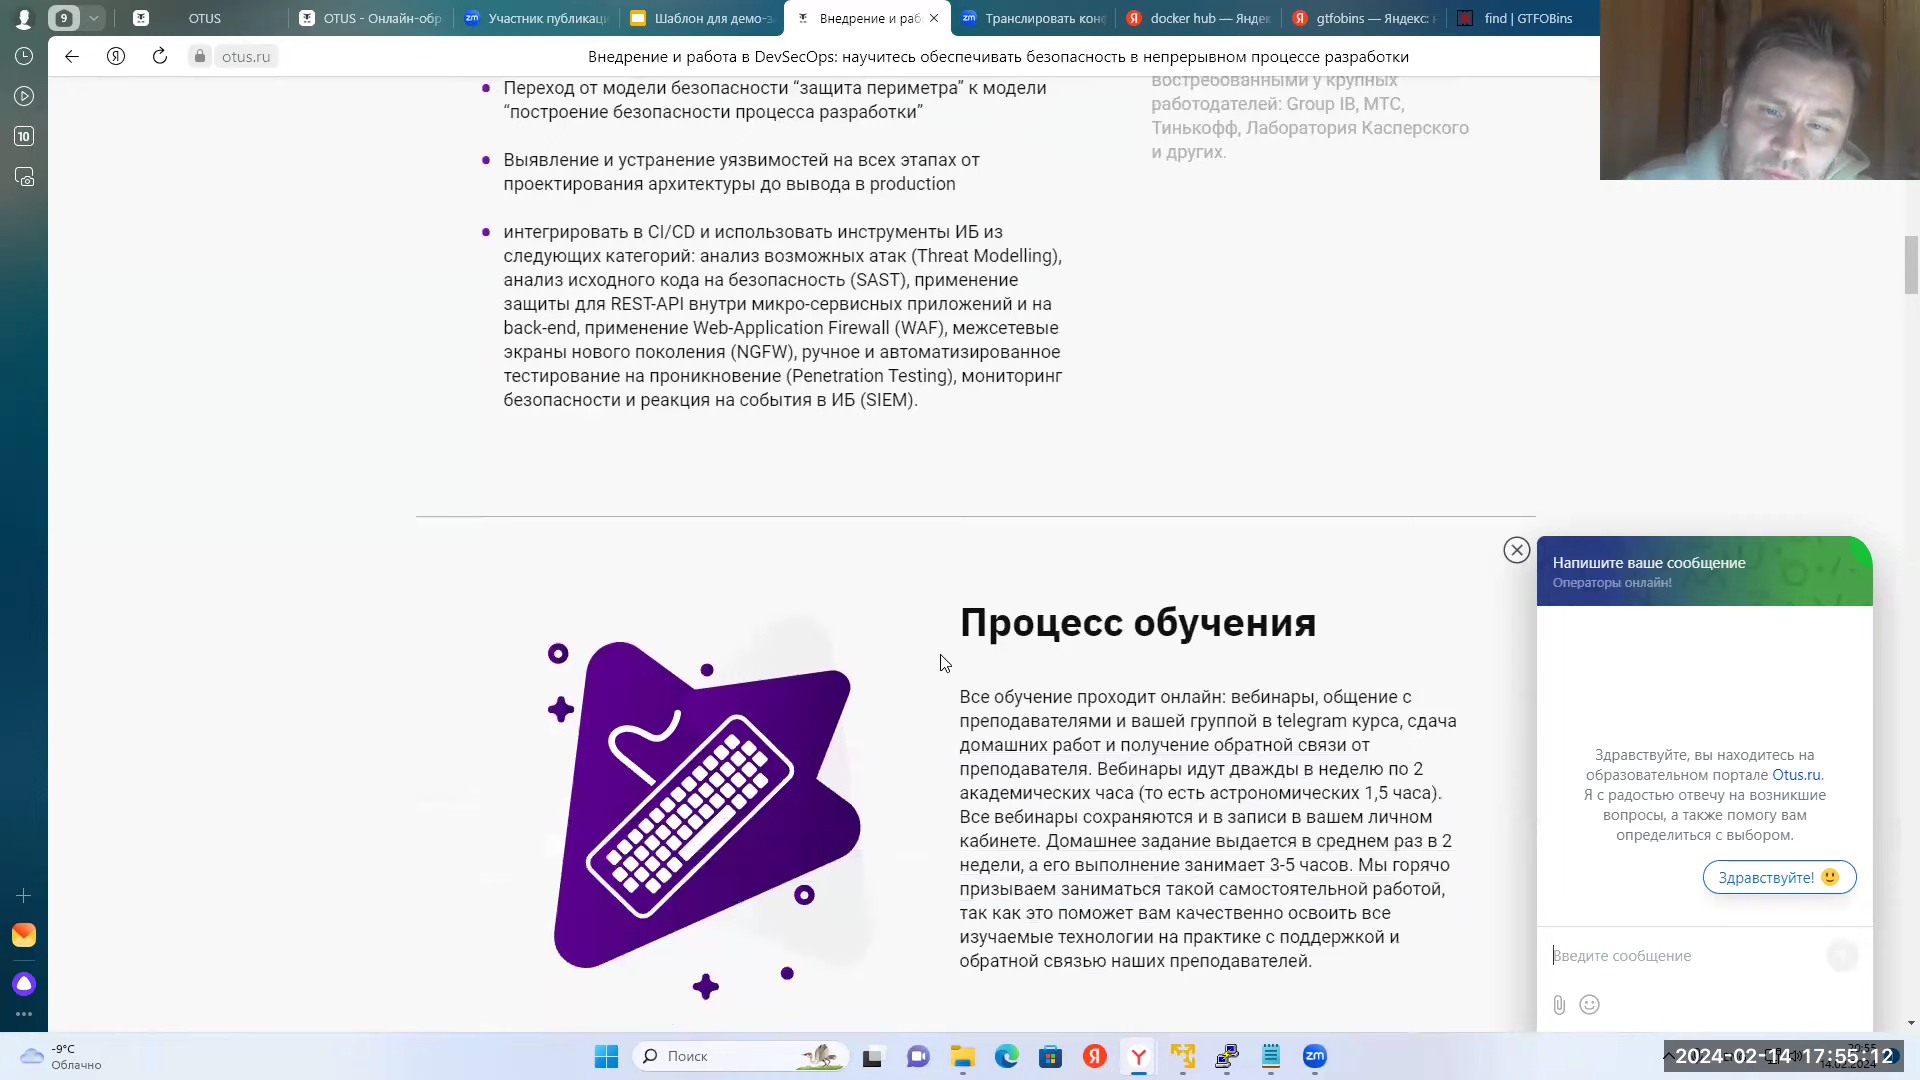 9
OTUS
OTUS - Онлайн-обр
Участник публикаци
Шаблон для демо-з
Внедрение и раб
Транслировать кон
docker hub — Яндек
gtfobins — Яндекс: н
find | GTFOBins
otus.ru
Внедрение и работа в DevSecOps: научитесь обеспечивать безопасность в непрерывном процессе разработки
10
Переход от модели безопасности “защита периметра” к модели
“построение безопасности процесса разработки”
Выявление и устранение уязвимостей на всех этапах от
проектирования архитектуры до вывода в production
интегрировать в CI/CD и использовать инструменты ИБ из
следующих категорий: анализ возможных атак (Threat Modelling),
анализ исходного кода на безопасность (SAST), применение
защиты для REST-API внутри микро-сервисных приложений и на
back-end, применение Web-Application Firewall (WAF), межсетевые
экраны нового поколения (NGFW), ручное и автоматизированное
тестирование на проникновение (Penetration Testing), мониторинг
безопасности и реакция на события в ИБ (SIEM).
востребованными у крупных
работодателей: Group IB, МТС,
Тинькофф, Лаборатория Касперского
и других.
Процесс обучения
Все обучение проходит онлайн: вебинары, общение с
преподавателями и вашей группой в telegram курса, сдача
домашних работ и получение обратной связи от
преподавателя. Вебинары идут дважды в неделю по 2
академических часа (то есть астрономических 1,5 часа).
Все вебинары сохраняются и в записи в вашем личном
кабинете. Домашнее задание выдается в среднем раз в 2
недели, а его выполнение занимает 3-5 часов. Мы горячо
призываем заниматься такой самостоятельной работой,
так как это поможет вам качественно освоить все
изучаемые технологии на практике с поддержкой и
обратной связью наших преподавателей.
Напишите ваше сообщение
Операторы онлайн!
Здравствуйте, вы находитесь на
образовательном портале Otus.ru.
Я с радостью отвечу на возникшие
вопросы, а также помогу вам
определиться с выбором.
Здравствуйте! 🙂
Введите сообщение
-9°C
Облачно
Поиск
2024-02-14 17:55:12